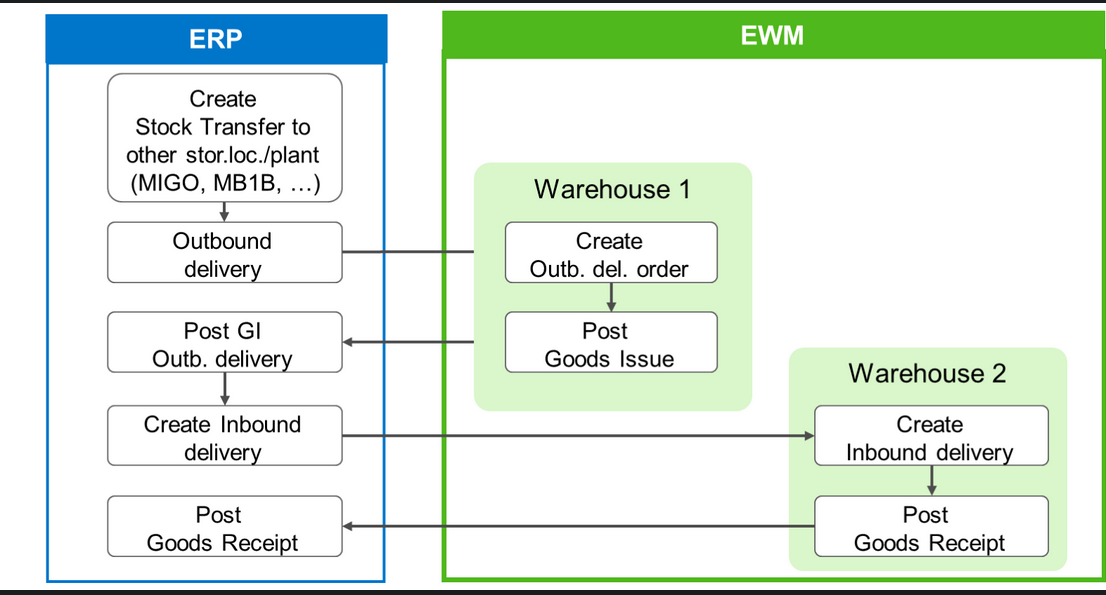 ERP
Create
Stock Transfer to
other stor.loc./plant
(MIGO, MB1B, …)
Outbound
delivery
Post GI
Outb. delivery
Create Inbound
delivery
Post
Goods Receipt
EWM
Warehouse 1
Create
Outb. del. order
Post
Goods Issue
Warehouse 2
Create
Inbound delivery
Post
Goods Receipt